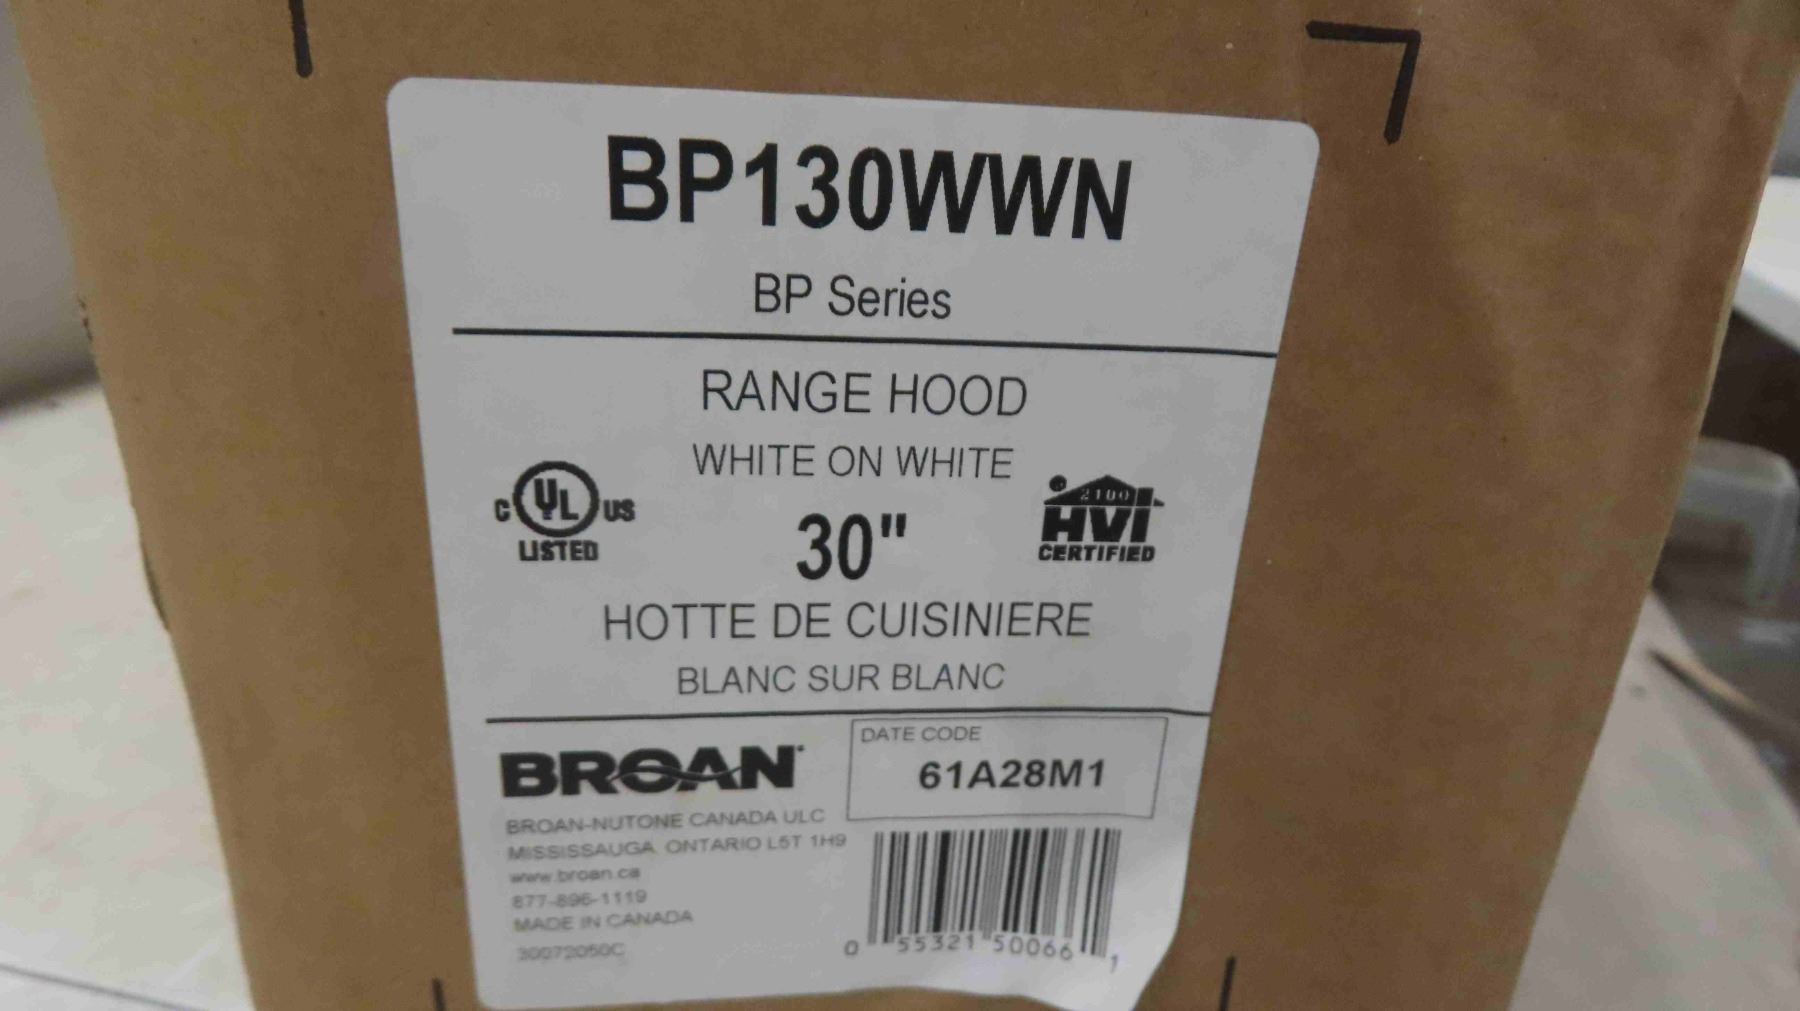 BP130WWN
BP Series
RANGE HOOD
WHITE ON WHITE
C UL US
LISTED
30"
2100
HVI
CERTIFIED
HOTTE DE CUISINIERE
BLANC SUR BLANC
BROAN
DATE CODE
61A28M1
BROAN-NUTONE CANADA ULC
MISSISSAUGA ONTARIO L5T 1H9
www.broan.ca
877-896-1119
MADE IN CANADA
30072050C
0 55321 50066 1